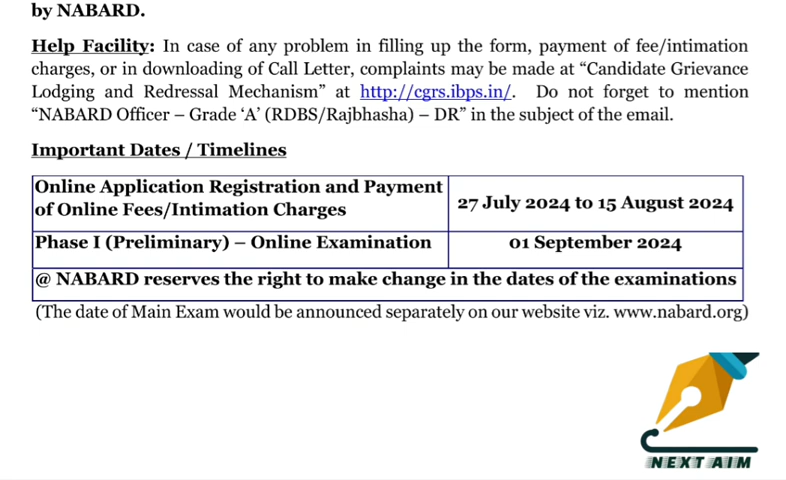 by NABARD.
Help Facility: In case of any problem in filling up the form, payment of fee/intimation
charges, or in downloading of Call Letter, complaints may be made at “Candidate Grievance
Lodging and Redressal Mechanism” at http://cgrs.ibps.in/. Do not forget to mention
“NABARD Officer – Grade ‘A’ (RDBS/Rajbhasha) – DR” in the subject of the email.
Important Dates / Timelines
Online Application Registration and Payment
of Online Fees/Intimation Charges
27 July 2024 to 15 August 2024
Phase I (Preliminary) – Online Examination
01 September 2024
@ NABARD reserves the right to make change in the dates of the examinations
(The date of Main Exam would be announced separately on our website viz. www.nabard.org)
NEXT AIM